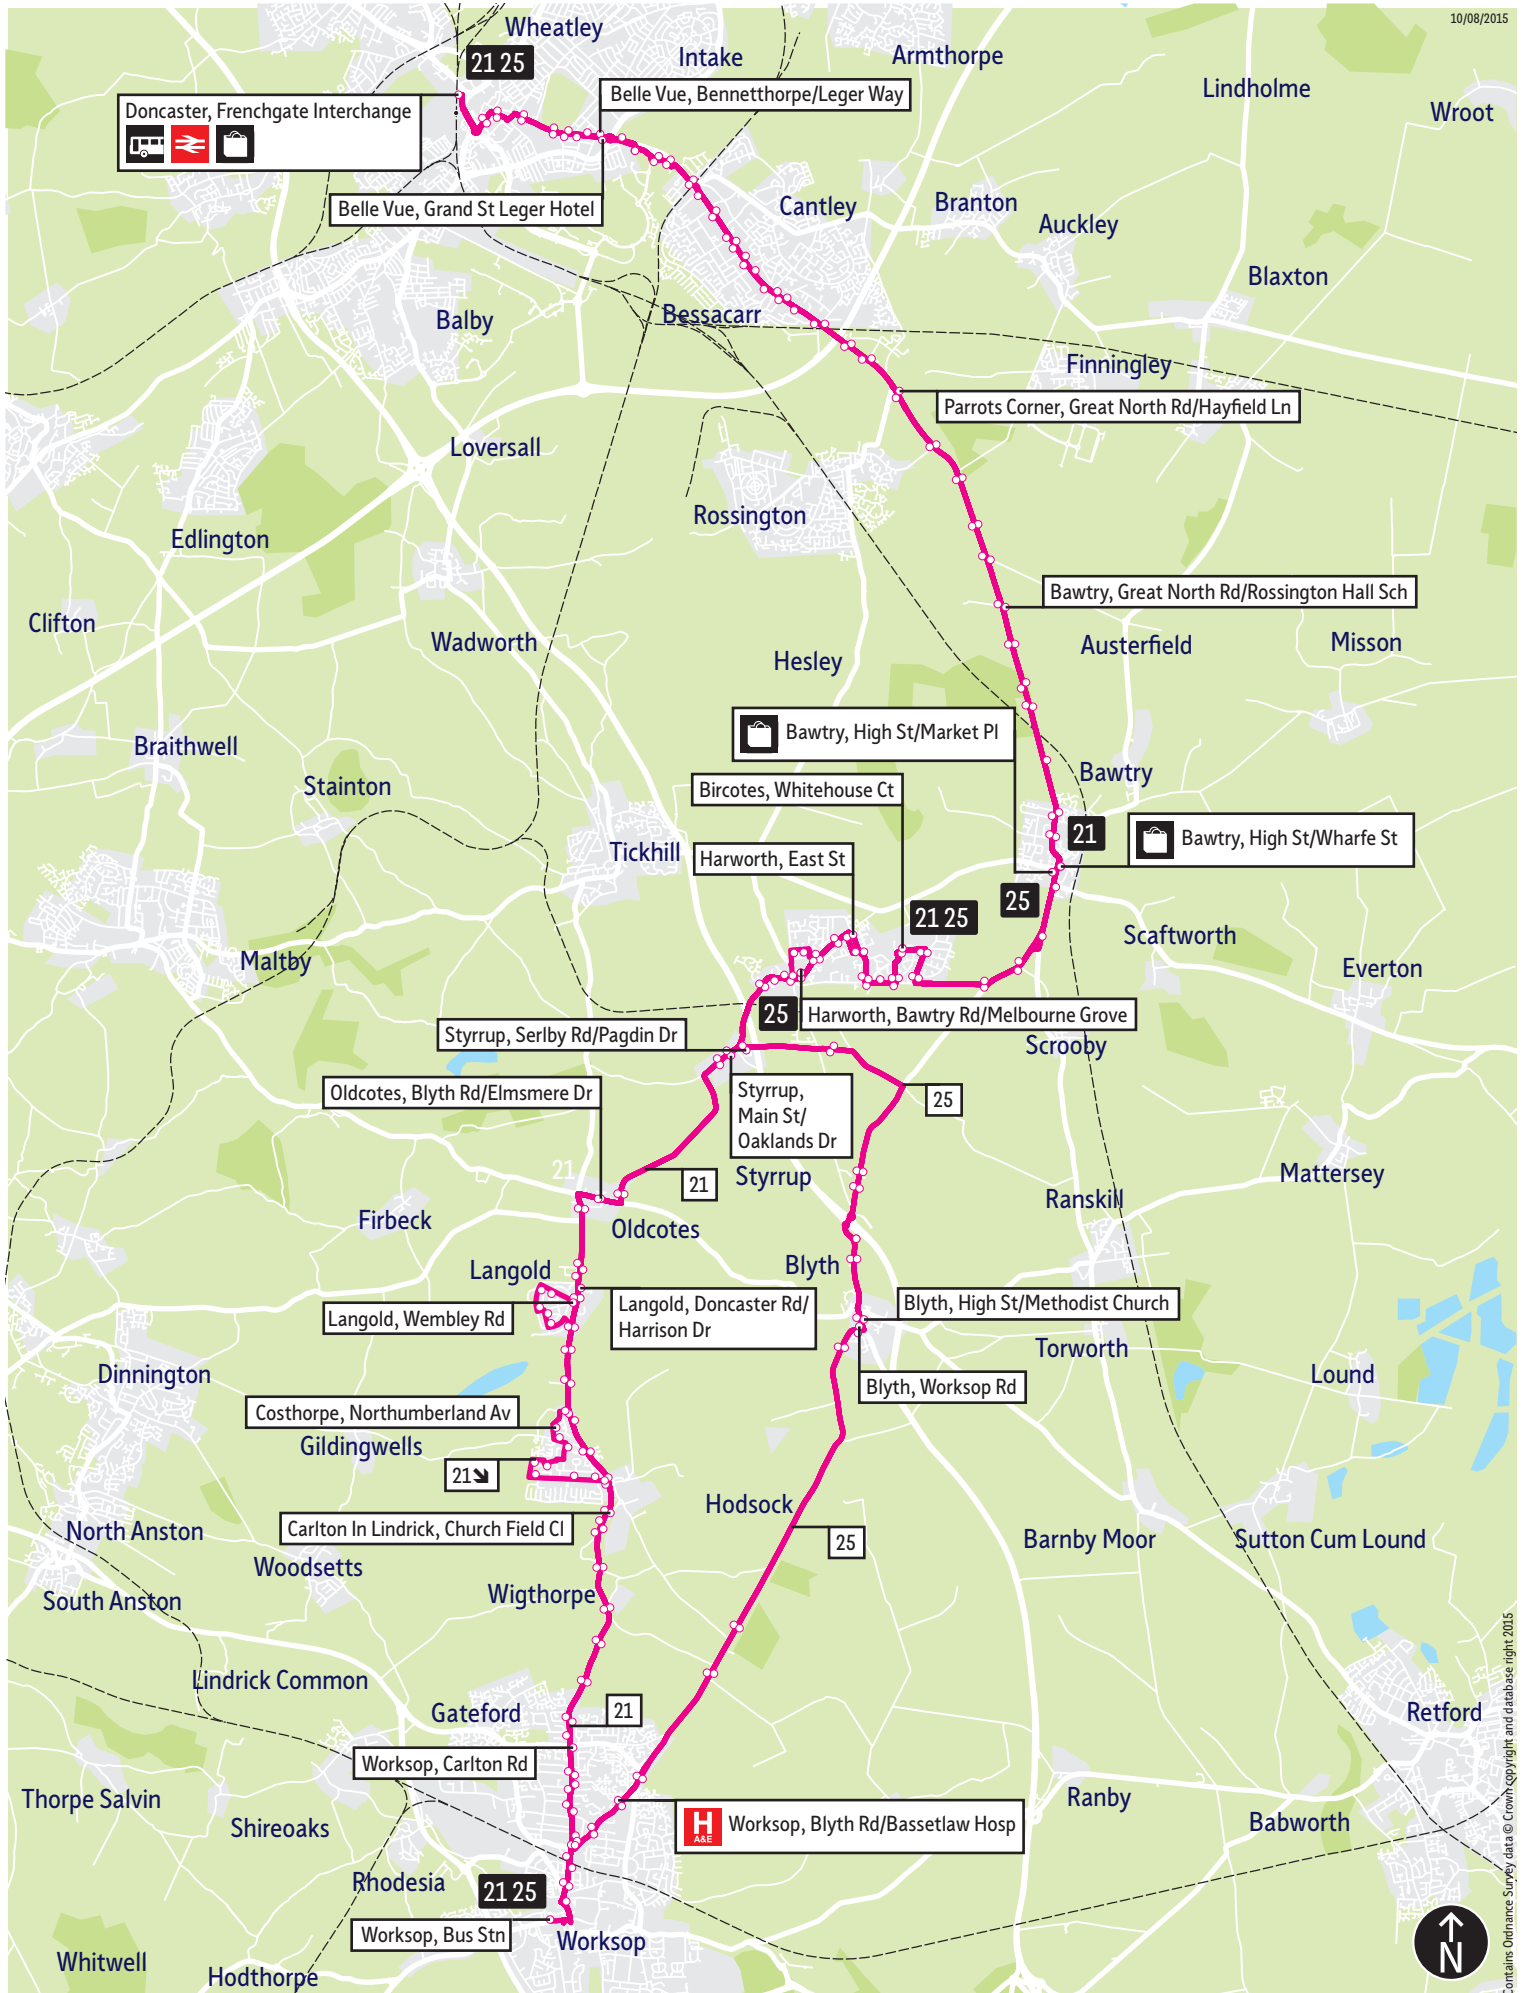 10/08/2015
Wheatley
21 25
Intake
Armthorpe
Lindholme
Wroot
Doncaster, Frenchgate Interchange
Belle Vue, Bennetthorpe/Leger Way
Belle Vue, Grand St Leger Hotel
Cantley
Branton
Auckley
Blaxton
Balby
Bessacarr
Finningley
Parrots Corner, Great North Rd/Hayfield Ln
Loversall
Rossington
Edlington
Bawtry, Great North Rd/Rossington Hall Sch
Clifton
Wadworth
Hesley
Austerfield
Misson
Braithwell
Stainton
Bawtry, High St/Market Pl
Bawtry
Bircotes, Whitehouse Ct
21
Bawtry, High St/Wharfe St
Tickhill
Harworth, East St
25
21 25
Scaftworth
Maltby
Everton
25
Harworth, Bawtry Rd/Melbourne Grove
Styrrup, Serlby Rd/Pagdin Dr
Scrooby
Oldcotes, Blyth Rd/Elmsmere Dr
Styrrup,
Main St/
Oaklands Dr
25
21
21
Styrrup
Mattersey
Ranskill
Firbeck
Oldcotes
Langold
Blyth
Langold, Wembley Rd
Langold, Doncaster Rd/
Harrison Dr
Blyth, High St/Methodist Church
Torworth
Dinnington
Lound
Blyth, Worksop Rd
Costhorpe, Northumberland Av
Gildingwells
21
Hodsock
Carlton In Lindrick, Church Field Cl
North Anston
25
Barnby Moor
Sutton Cum Lound
Woodsetts
South Anston
Wigthorpe
Lindrick Common
Gateford
21
Retford
Worksop, Carlton Rd
Thorpe Salvin
Ranby
Shireoaks
H
A&E
Worksop, Blyth Rd/Bassetlaw Hosp
Babworth
Rhodesia
21 25
Worksop, Bus Stn
Worksop
Whitwell
Hodthorpe
N
Contains Ordnance Survey data © Crown copyright and database right 2015